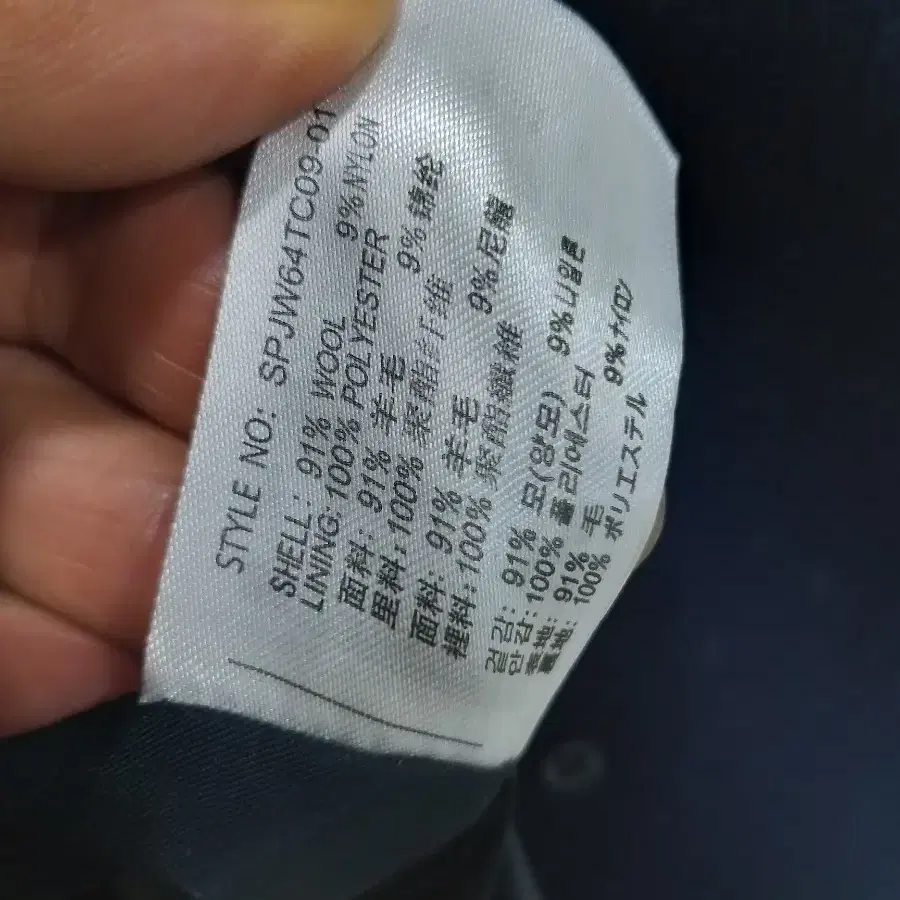 STYLE NO: SPJW64TC09-01
SHELL: 91% WOOL 9% NYLON
LINING: 100% POLYESTER
面料: 91% 羊毛 9% 锦纶
里料: 100% 聚酯纤维
面料: 91% 羊毛 9% 尼龍
裡料: 100% 聚酯纖維
겉감: 91% 모(양모) 9% 나일론
안감: 100% 폴리에스터
表地: 91% 毛 9% ナイロン
裏地: 100% ポリエステル